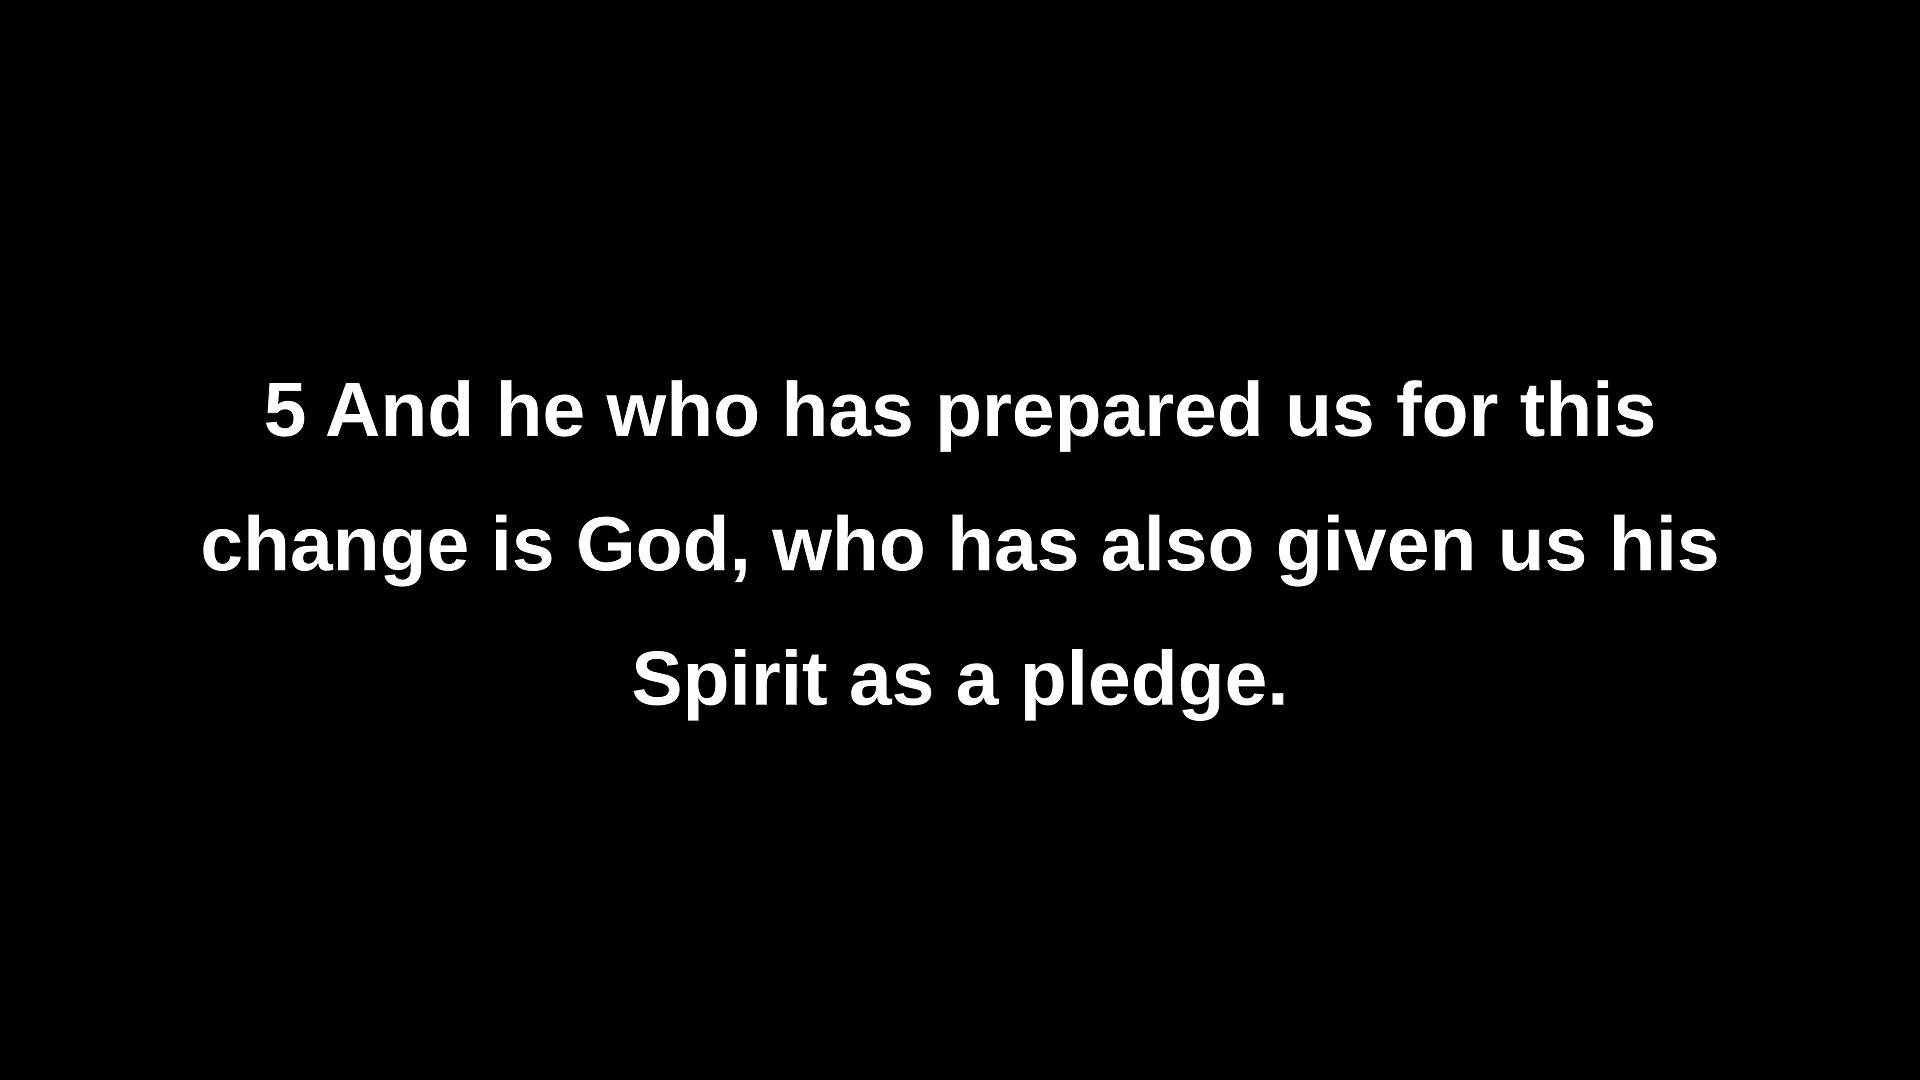 5 And he who has prepared us for this
change is God, who has also given us his
Spirit as a pledge.